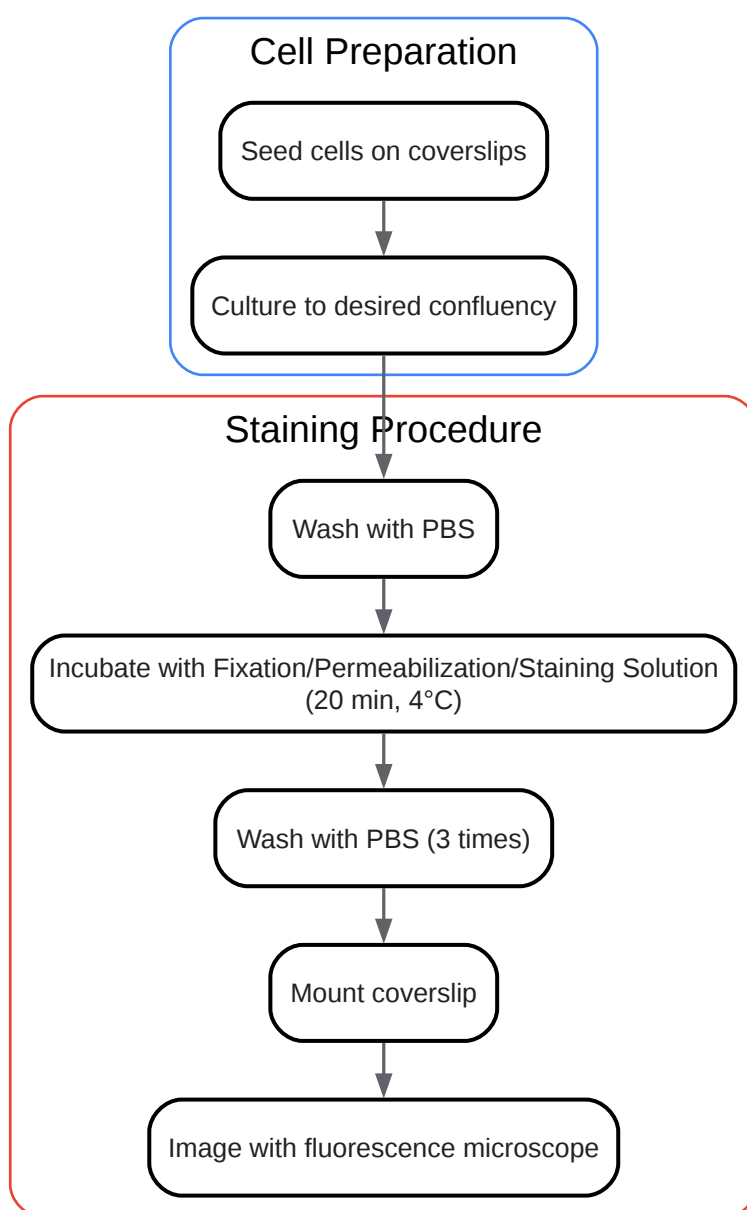 Cell Preparation
Seed cells on coverslips
Culture to desired confluency
Staining Procedure
Wash with PBS
Incubate with Fixation/Permeabilization/Staining Solution
(20 min, 4°C)
Wash with PBS (3 times)
Mount coverslip
Image with fluorescence microscope